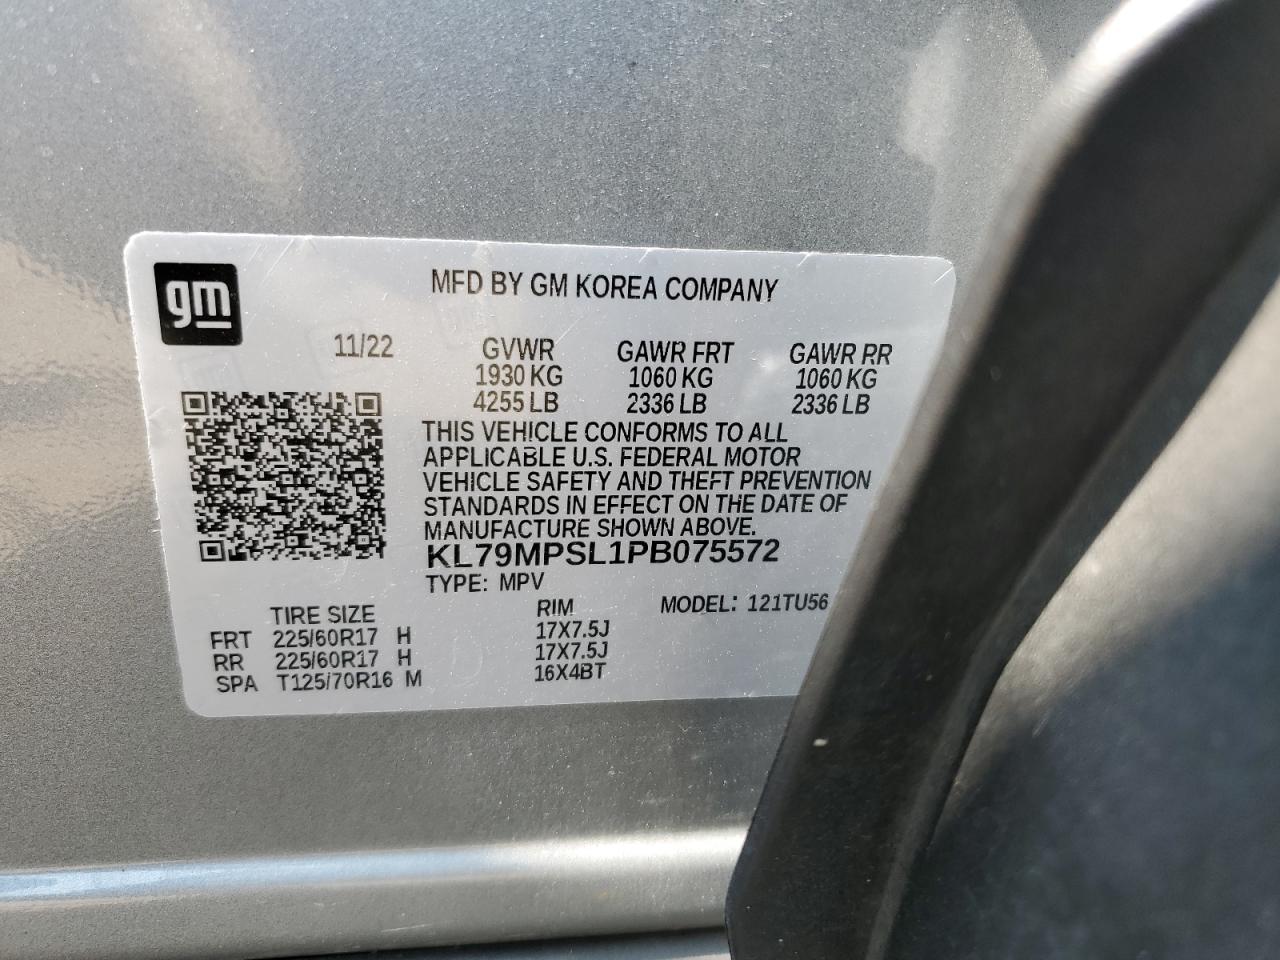 gm
MFD BY GM KOREA COMPANY
11/22 GVWR GAWR FRT GAWR RR
1930 KG 1060 KG 1060 KG
4255 LB 2336 LB 2336 LB
THIS VEHICLE CONFORMS TO ALL
APPLICABLE U.S. FEDERAL MOTOR
VEHICLE SAFETY AND THEFT PREVENTION
STANDARDS IN EFFECT ON THE DATE OF
MANUFACTURE SHOWN ABOVE.
KL79MPSL1PB075572
TYPE: MPV
TIRE SIZE RIM MODEL: 121TU56
FRT 225/60R17 H 17X7.5J
RR 225/60R17 H 17X7.5J
SPA T125/70R16 M 16X4BT